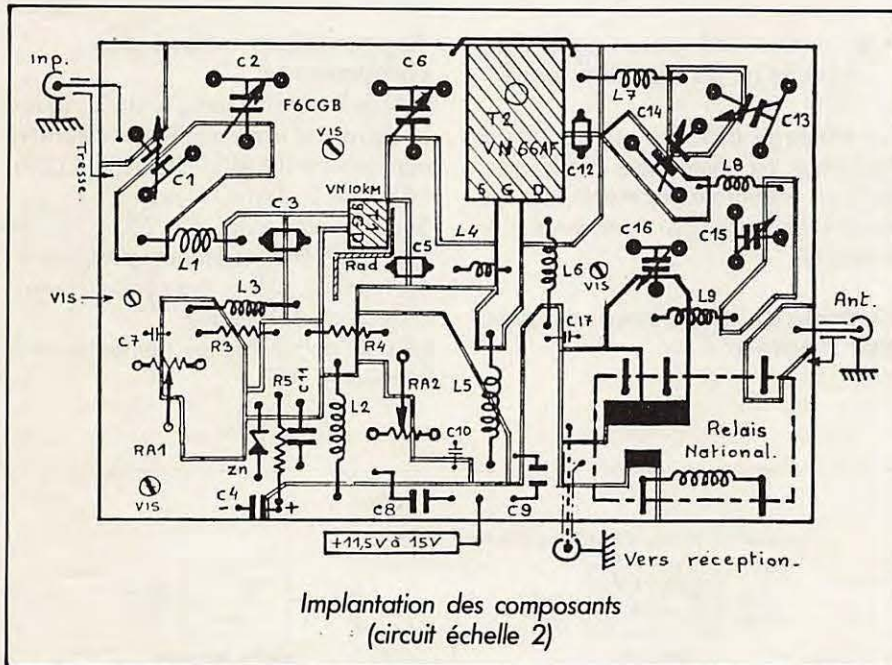 Inp.
Tresse.
C2
F6CGB
C6
VIS
T2
VN 66AF
S G D
C12
L7
C14
C13
L8
C15
C1
L1
C3
VN10KM
T1
S G D
Rad
C5
L4
L6
C16
VIS
L9
Ant.
VIS
L3
C7
R3
R4
C17
RA1
R5
C11
L2
RA2
L5
C10
zn
Relais
National.
VIS
C4
-
+
C8
C9
+11,5V à 15V
Vers réception.
Implantation des composants
(circuit échelle 2)